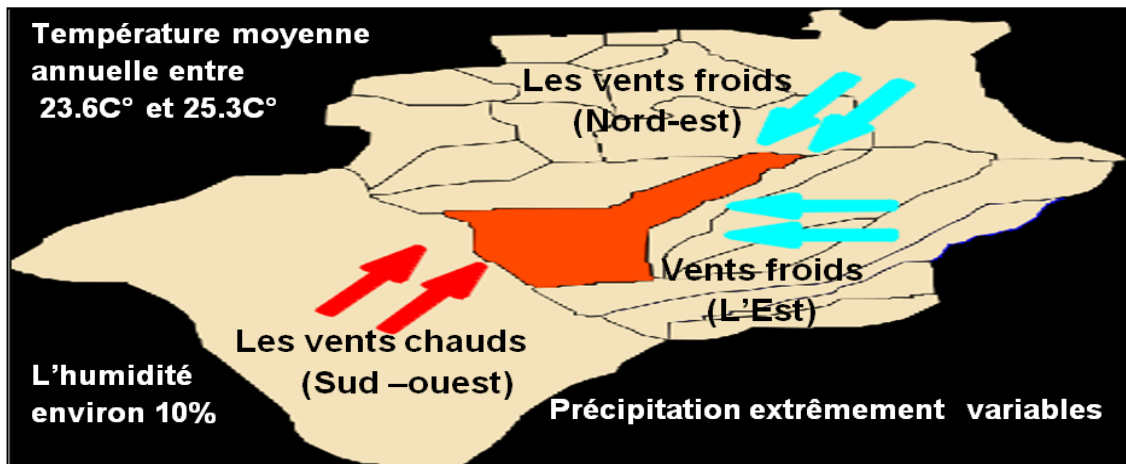 Température moyenne
annuelle entre
23.6C° et 25.3C°
Les vents froids
(Nord-est)
Vents froids
(L'Est)
Les vents chauds
(Sud –ouest)
L'humidité
environ 10%
Précipitation extrêmement variables